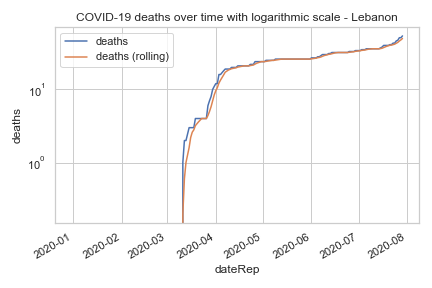 COVID-19 deaths over time with logarithmic scale - Lebanon
deaths
deaths (rolling)
deaths
10¹
10⁰
2020-01
2020-02
2020-03
2020-04
2020-05
2020-06
2020-07
2020-08
dateRep